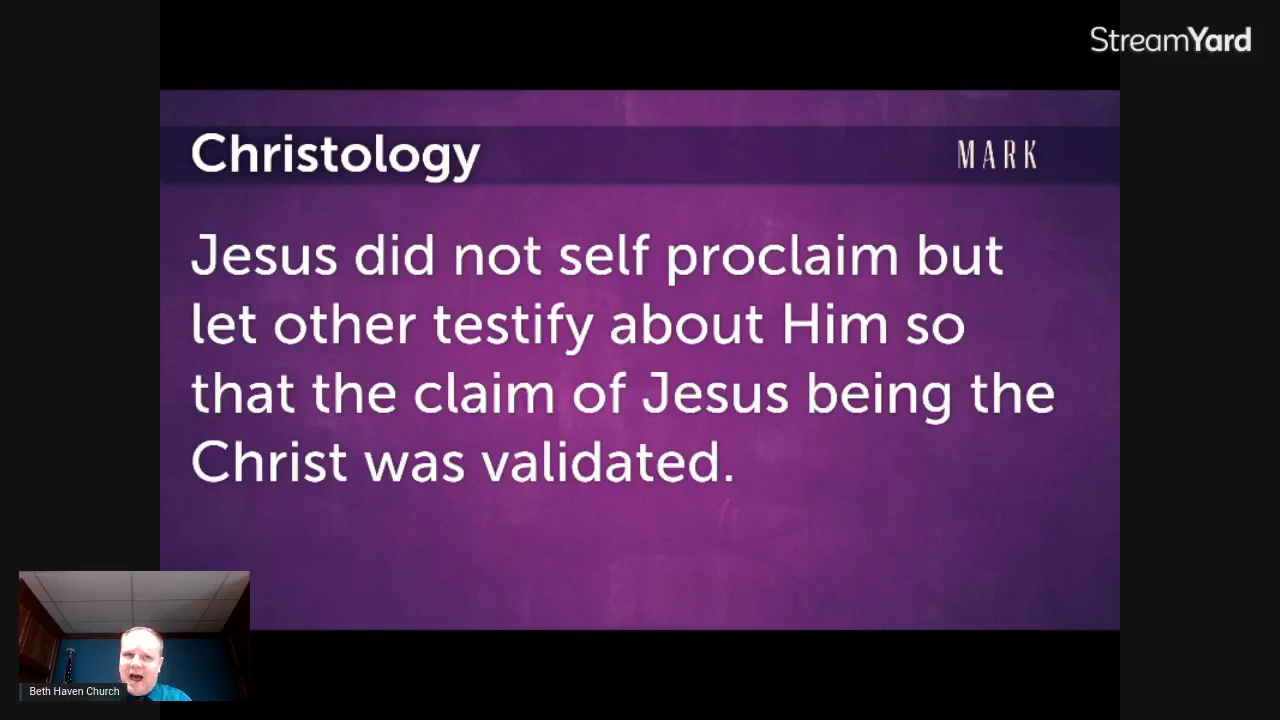 StreamYard
Christology
MARK
Jesus did not self proclaim but
let other testify about Him so
that the claim of Jesus being the
Christ was validated.
Beth Haven Church